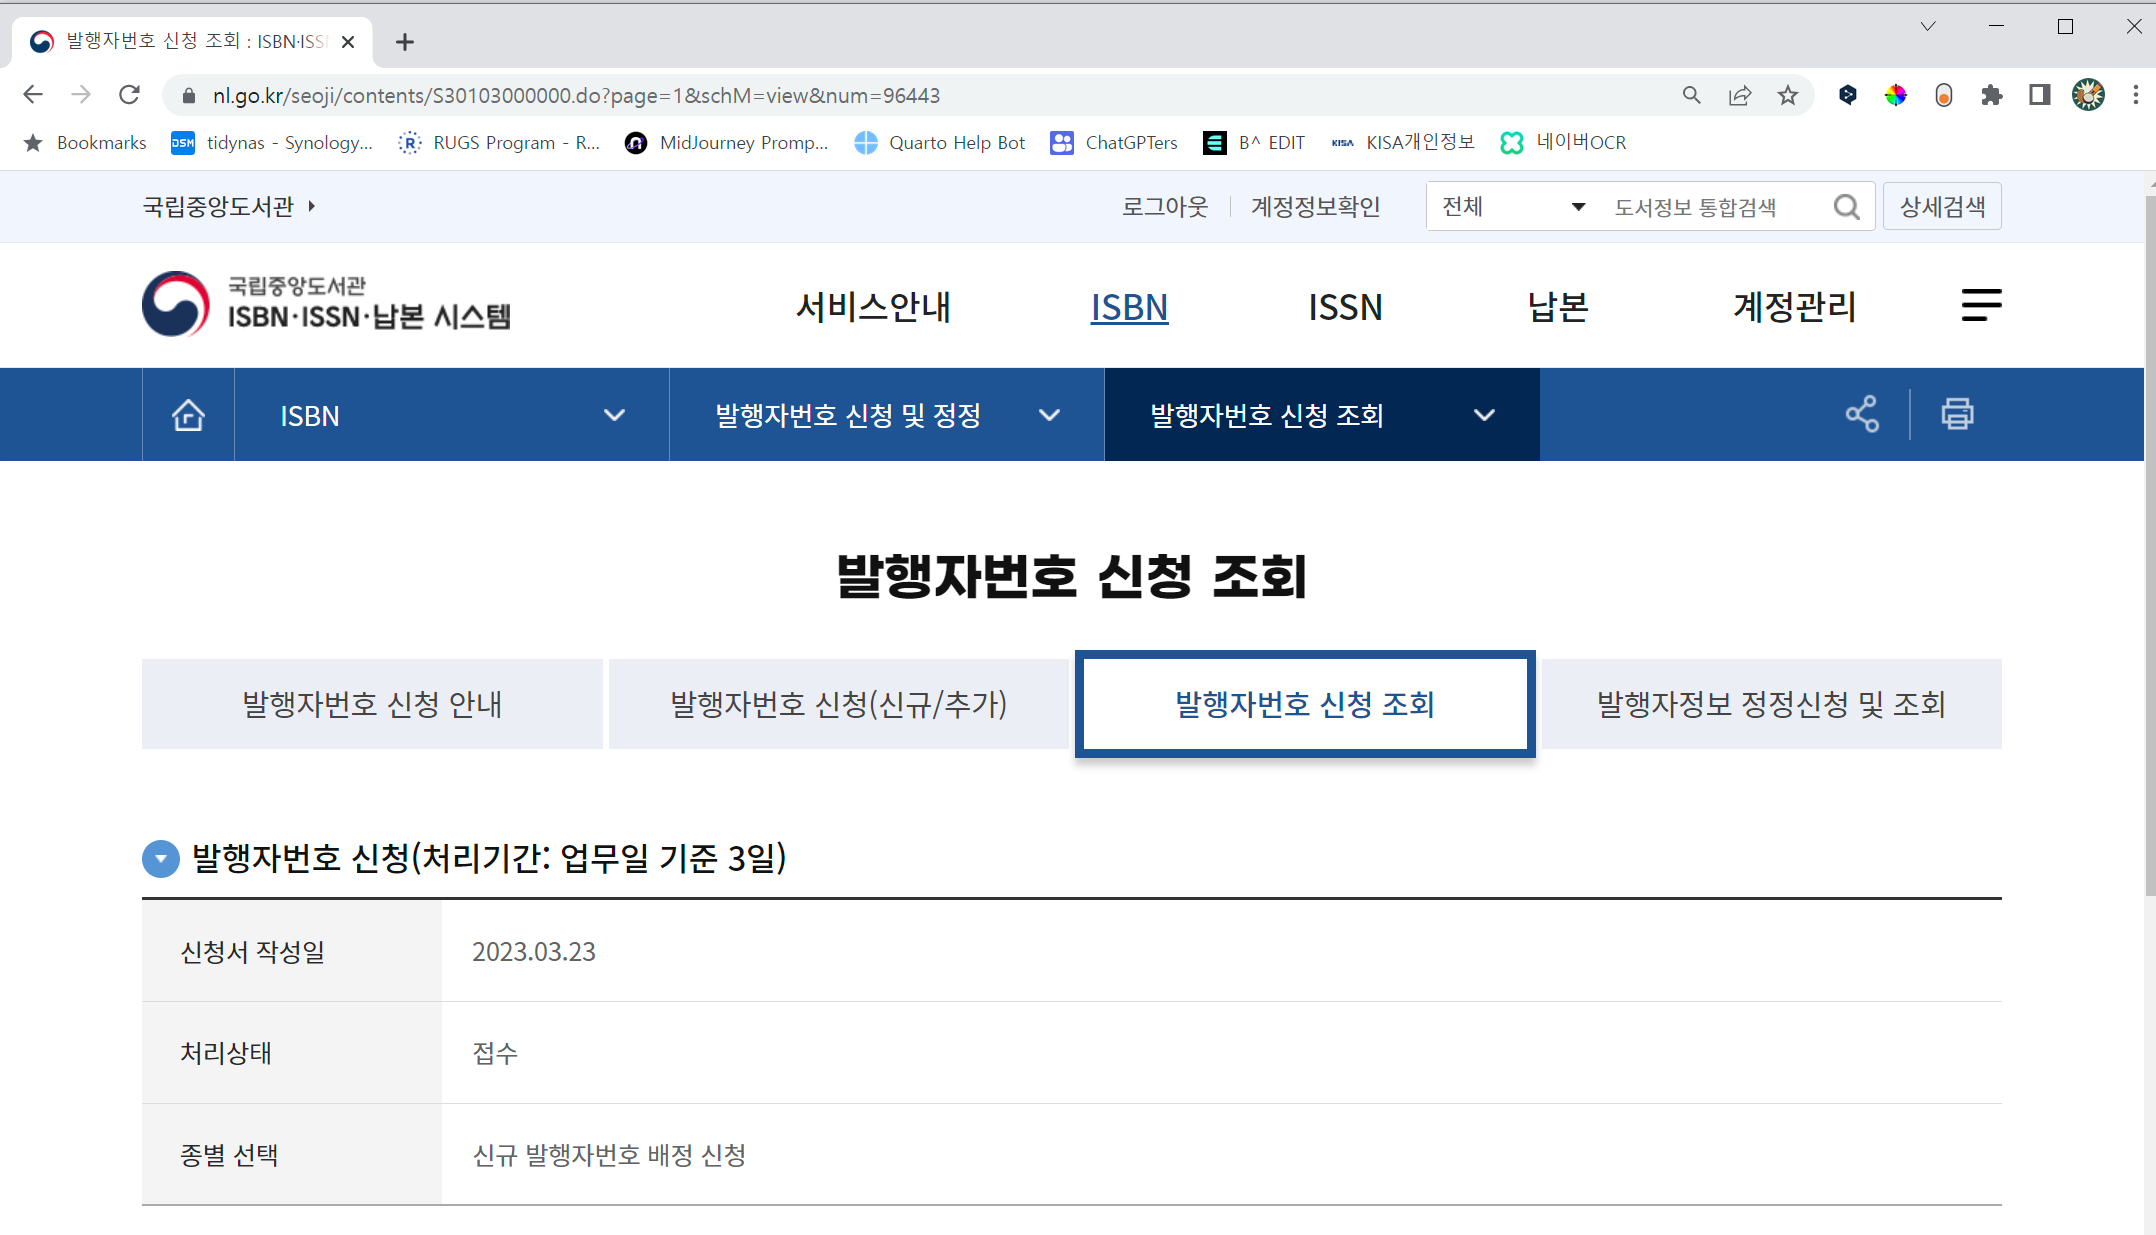 발행자번호 신청 조회 : ISBN·ISS
nl.go.kr/seoji/contents/S30103000000.do?page=1&schM=view&num=96443
Bookmarks
DSM tidynas - Synology...
R RUGS Program - R...
MidJourney Promp...
Quarto Help Bot
ChatGPTers
B^ EDIT
KISA KISA개인정보
네이버OCR
국립중앙도서관
로그아웃
계정정보확인
전체
도서정보 통합검색
상세검색
국립중앙도서관
ISBN·ISSN·납본 시스템
서비스안내
ISBN
ISSN
납본
계정관리
ISBN
발행자번호 신청 및 정정
발행자번호 신청 조회
발행자번호 신청 조회
발행자번호 신청 안내
발행자번호 신청(신규/추가)
발행자번호 신청 조회
발행자정보 정정신청 및 조회
발행자번호 신청(처리기간: 업무일 기준 3일)
신청서 작성일 2023.03.23
처리상태 접수
종별 선택 신규 발행자번호 배정 신청